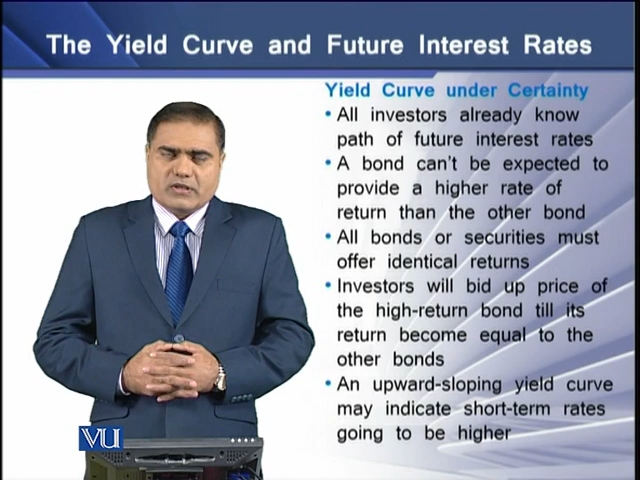 The Yield Curve and Future Interest Rates
Yield Curve under Certainty
• All investors already know
path of future interest rates
• A bond can't be expected to
provide a higher rate of
return than the other bond
• All bonds or securities must
offer identical returns
• Investors will bid up price of
the high-return bond till its
return become equal to the
other bonds
• An upward-sloping yield curve
may indicate short-term rates
going to be higher
VU